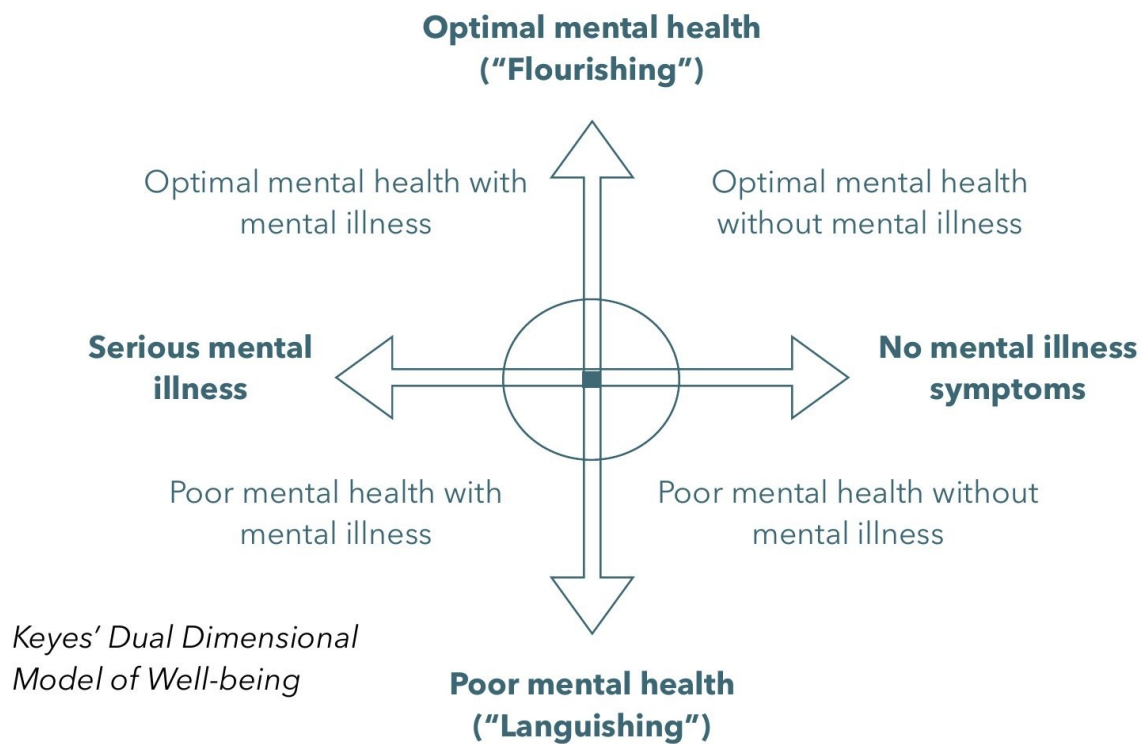 Optimal mental health
(“Flourishing”)
Optimal mental health with
mental illness
Optimal mental health
without mental illness
Serious mental
illness
No mental illness
symptoms
Poor mental health with
mental illness
Poor mental health without
mental illness
Keyes’ Dual Dimensional
Model of Well-being
Poor mental health
(“Languishing”)